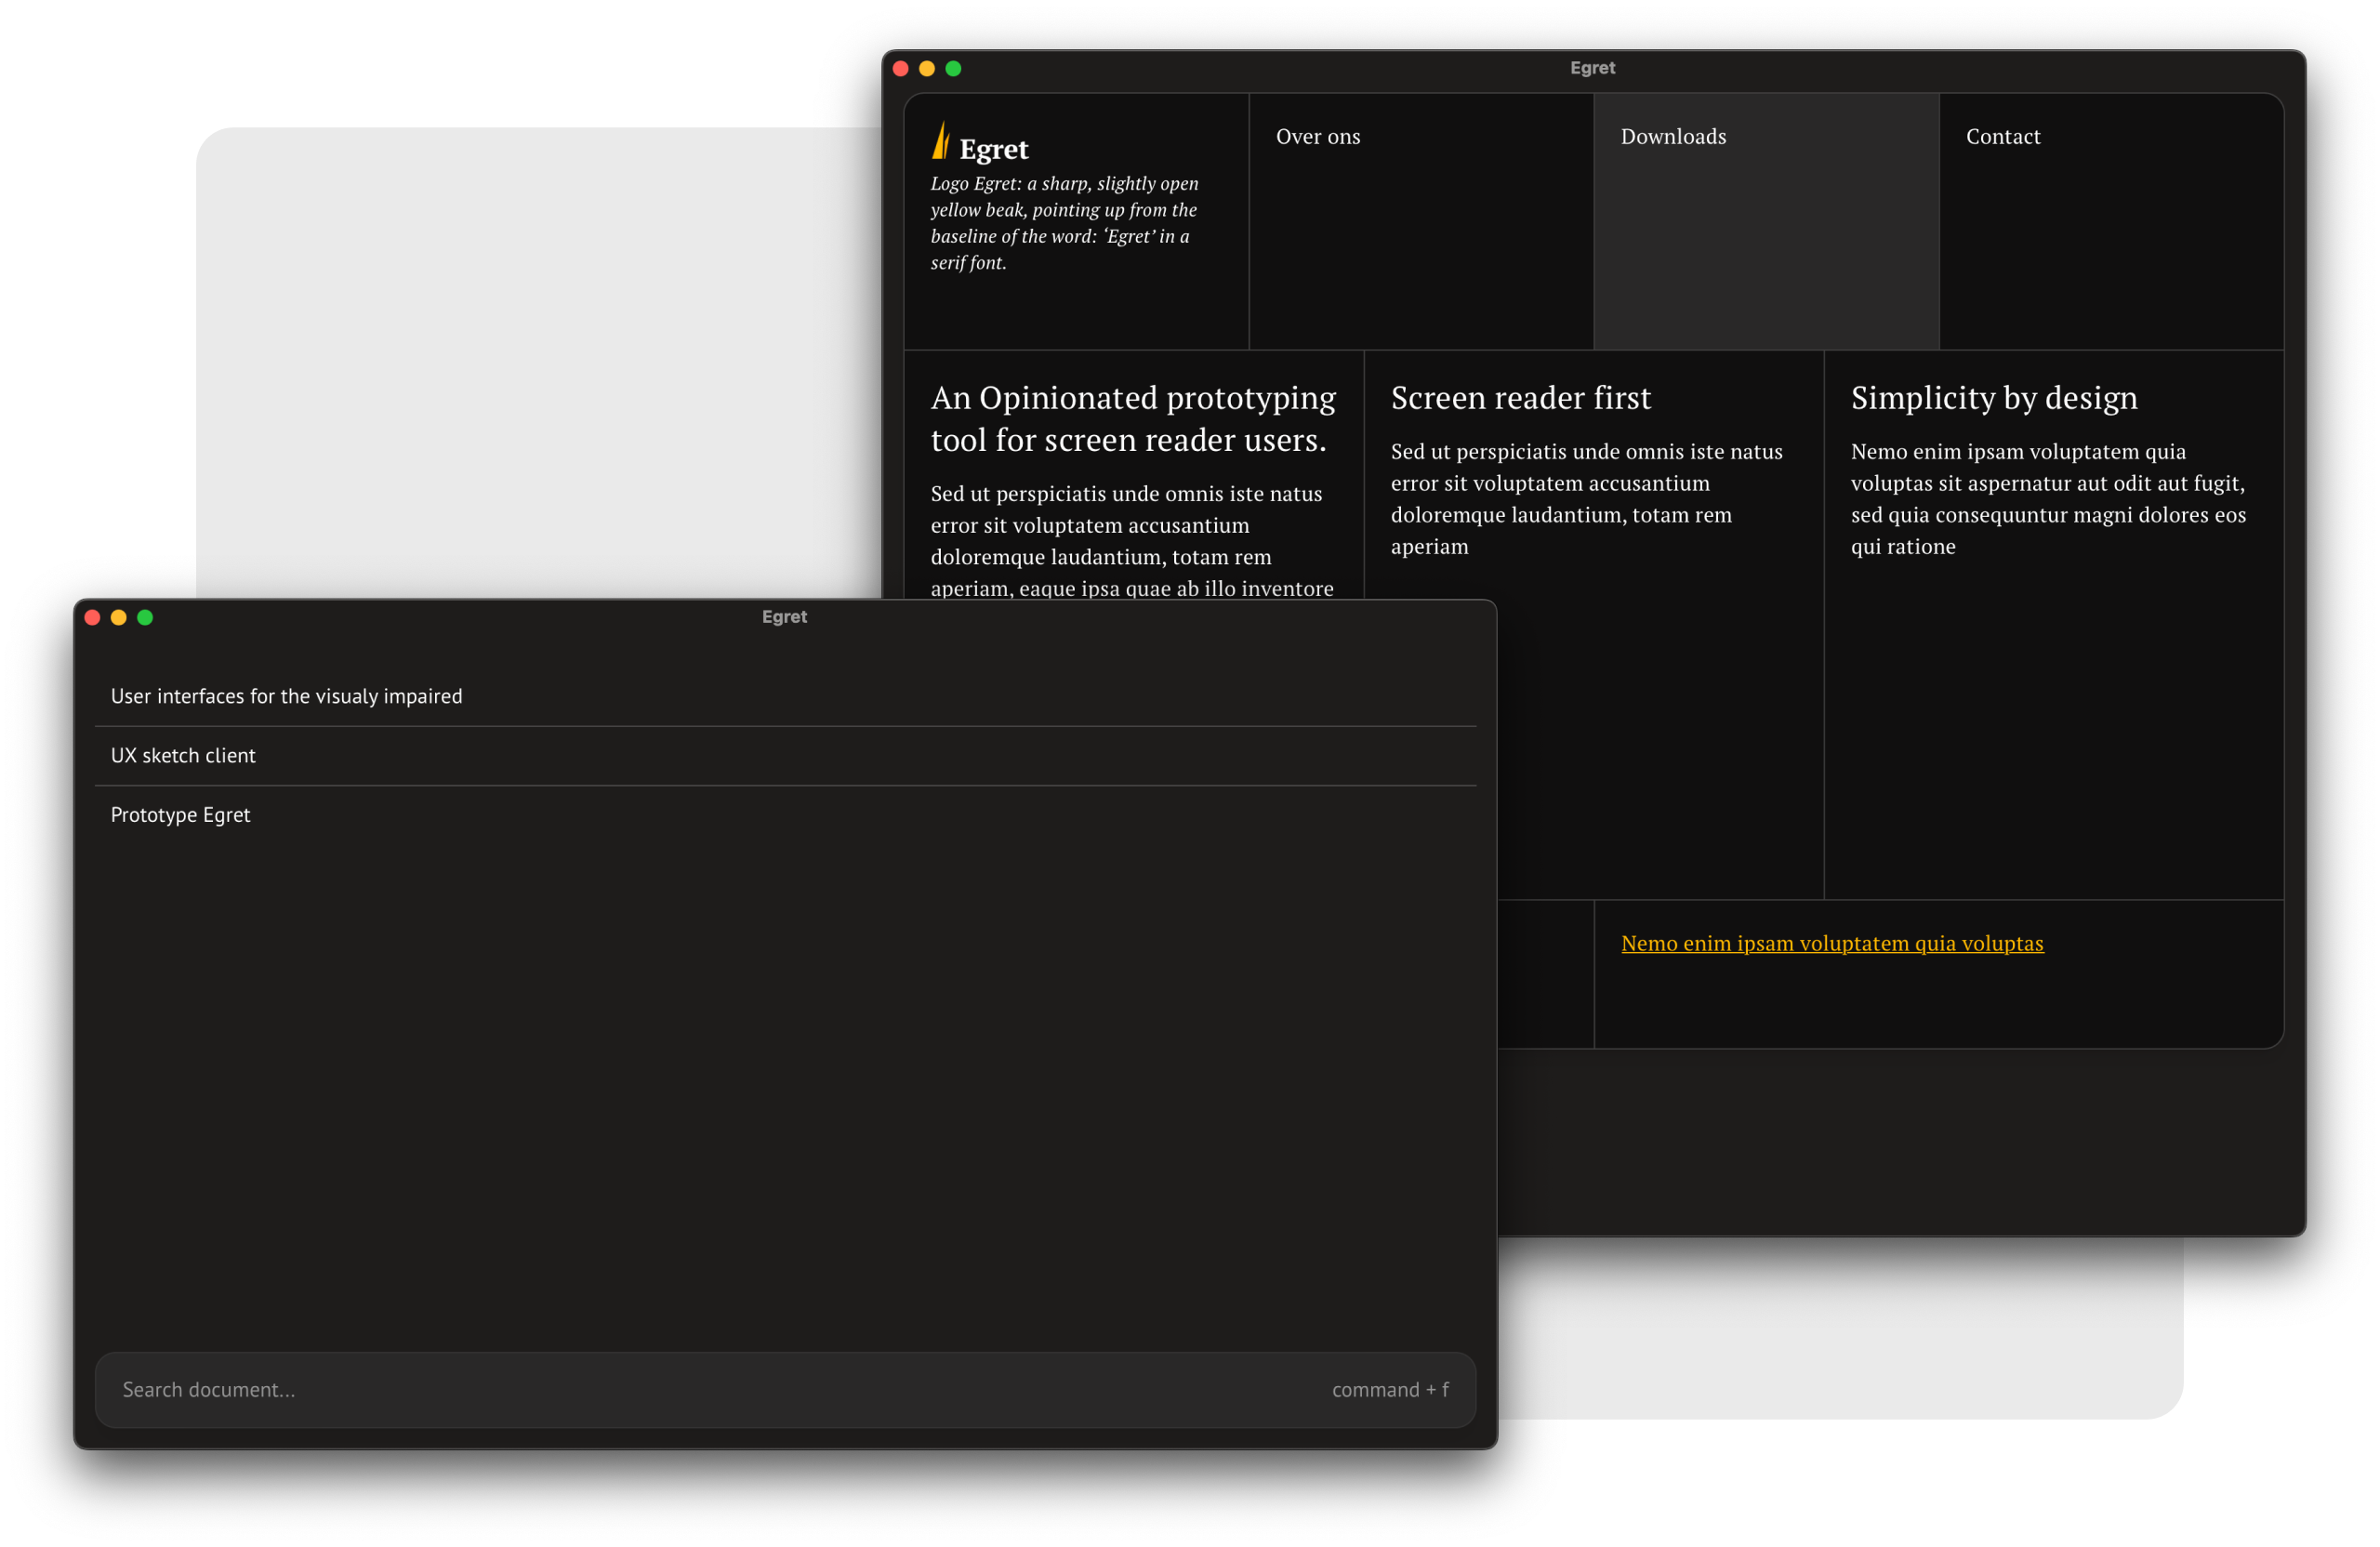 Egret
Egret
Logo Egret: a sharp, slightly open
yellow beak, pointing up from the
baseline of the word: ‘Egret’ in a
serif font.
Over ons
Downloads
Contact
An Opinionated prototyping
tool for screen reader users.
Sed ut perspiciatis unde omnis iste natus
error sit voluptatem accusantium
doloremque laudantium, totam rem
aperiam, eaque ipsa quae ab illo inventore
Screen reader first
Sed ut perspiciatis unde omnis iste natus
error sit voluptatem accusantium
doloremque laudantium, totam rem
aperiam
Simplicity by design
Nemo enim ipsam voluptatem quia
voluptas sit aspernatur aut odit aut fugit,
sed quia consequuntur magni dolores eos
qui ratione
Nemo enim ipsam voluptatem quia voluptas
Egret
User interfaces for the visualy impaired
UX sketch client
Prototype Egret
Search document...
command + f